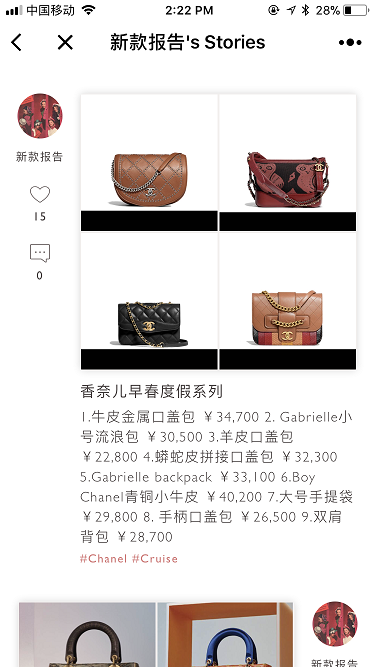 中国移动 2:22 PM 28%
新款报告's Stories
新款报告
15
0
香奈儿早春度假系列
1.牛皮金属口盖包 ￥34,700 2. Gabrielle小
号流浪包 ￥30,500 3.羊皮口盖包
￥22,800 4.蟒蛇皮拼接口盖包 ￥32,300
5.Gabrielle backpack ￥33,100 6.Boy
Chanel青铜小牛皮 ￥40,200 7.大号手提袋
￥29,800 8. 手柄口盖包 ￥26,500 9.双肩
背包 ￥28,700
#Chanel #Cruise
新款报告